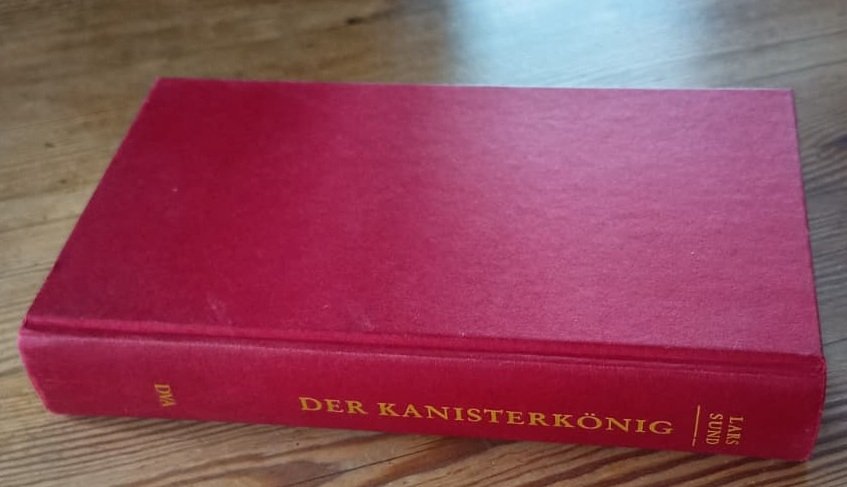 DVA
DER KANISTERKÖNIG
LARS
SUND